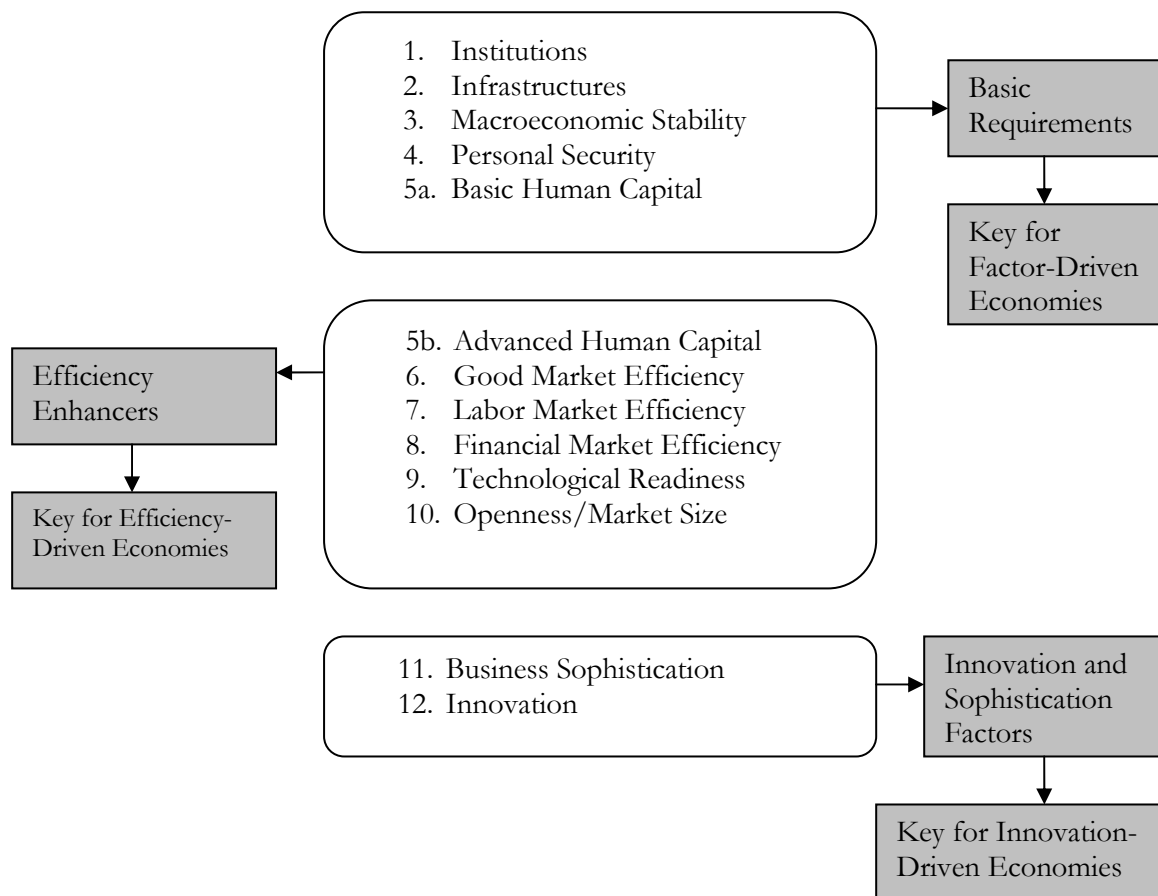 1. Institutions
2. Infrastructures
3. Macroeconomic Stability
4. Personal Security
5a. Basic Human Capital
Basic
Requirements
Key for
Factor-Driven
Economies
5b. Advanced Human Capital
6. Good Market Efficiency
7. Labor Market Efficiency
8. Financial Market Efficiency
9. Technological Readiness
10. Openness/Market Size
Efficiency
Enhancers
Key for Efficiency-
Driven Economies
11. Business Sophistication
12. Innovation
Innovation and
Sophistication
Factors
Key for Innovation-
Driven Economies